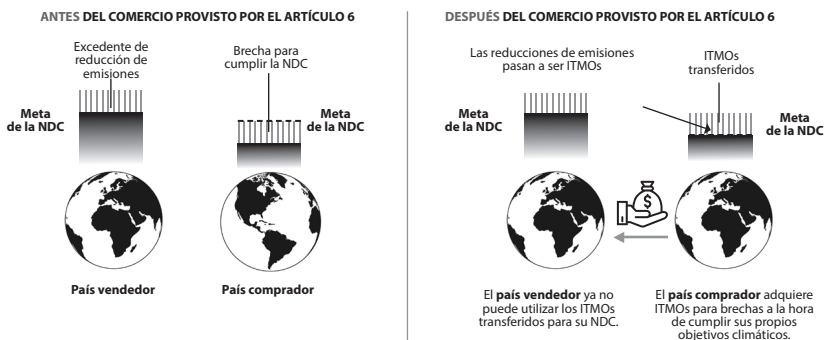 ANTES DEL COMERCIO PROVISTO POR EL ARTÍCULO 6
Excedente de
reducción de
emisiones
Brecha para
cumplir la NDC
Meta
de la NDC
Meta
de la NDC
País vendedor
País comprador
DESPUÉS DEL COMERCIO PROVISTO POR EL ARTÍCULO 6
Las reducciones de emisiones
pasan a ser ITMOs
ITMOs
transferidos
Meta
de la NDC
Meta
de la NDC
$
El país vendedor ya no
puede utilizar los ITMOs
transferidos para su NDC.
El país comprador adquiere
ITMOs para brechas a la hora
de cumplir sus propios
objetivos climáticos.